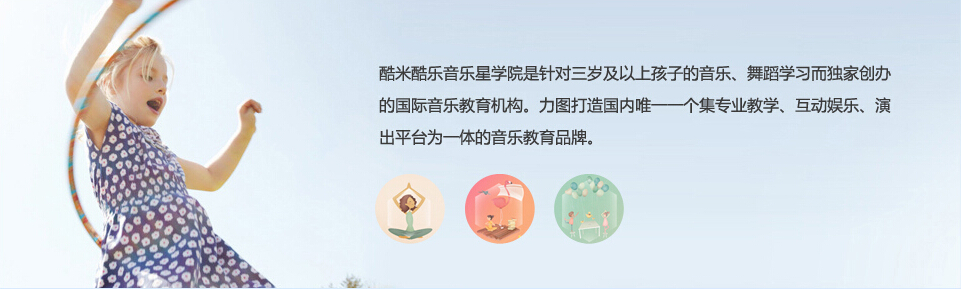 酷米酷乐音乐星学院是针对三岁及以上孩子的音乐、舞蹈学习而独家创办
的国际音乐教育机构。力图打造国内唯一一个集专业教学、互动娱乐、演
出平台为一体的音乐教育品牌。